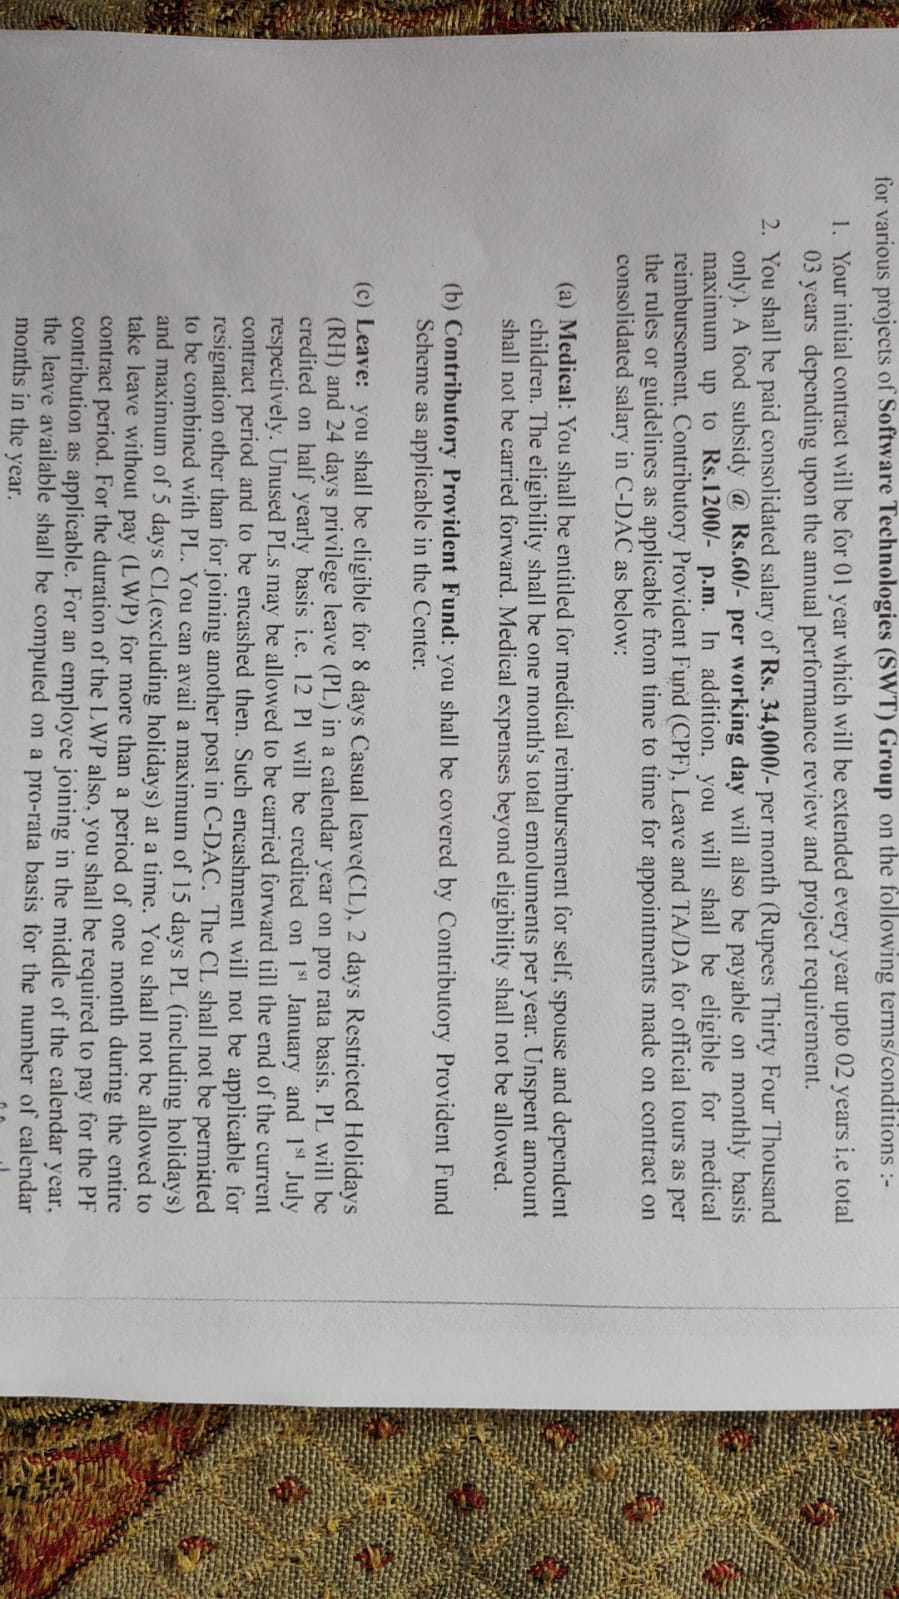 for various projects of Software Technologies (SWT) Group on the following terms/conditions :-
1. Your initial contract will be for 01 year which will be extended every year upto 02 years i.e total
03 years depending upon the annual performance review and project requirement.
2. You shall be paid consolidated salary of Rs. 34,000/- per month (Rupees Thirty Four Thousand
only). A food subsidy @ Rs.60/- per working day will also be payable on monthly basis
maximum up to Rs.1200/- p.m. In addition, you will shall be eligible for medical
reimbursement, Contributory Provident Fund (CPF), Leave and TA/DA for official tours as per
the rules or guidelines as applicable from time to time for appointments made on contract on
consolidated salary in C-DAC as below:
(a) Medical: You shall be entitled for medical reimbursement for self, spouse and dependent
children. The eligibility shall be one month's total emoluments per year. Unspent amount
shall not be carried forward. Medical expenses beyond eligibility shall not be allowed.
(b) Contributory Provident Fund: you shall be covered by Contributory Provident Fund
Scheme as applicable in the Center.
(c) Leave: you shall be eligible for 8 days Casual leave(CL), 2 days Restricted Holidays
(RH) and 24 days privilege leave (PL) in a calendar year on pro rata basis. PL will be
credited on half yearly basis i.e. 12 Pl will be credited on 1st January and 1st July
respectively. Unused PLs may be allowed to be carried forward till the end of the current
contract period and to be encashed then. Such encashment will not be applicable for
resignation other than for joining another post in C-DAC. The CL shall not be permitted
to be combined with PL. You can avail a maximum of 15 days PL (including holidays)
and maximum of 5 days CL(excluding holidays) at a time. You shall not be allowed to
take leave without pay (LWP) for more than a period of one month during the entire
contract period. For the duration of the LWP also, you shall be required to pay for the PF
contribution as applicable. For an employee joining in the middle of the calendar year,
the leave available shall be computed on a pro-rata basis for the number of calendar
months in the year.